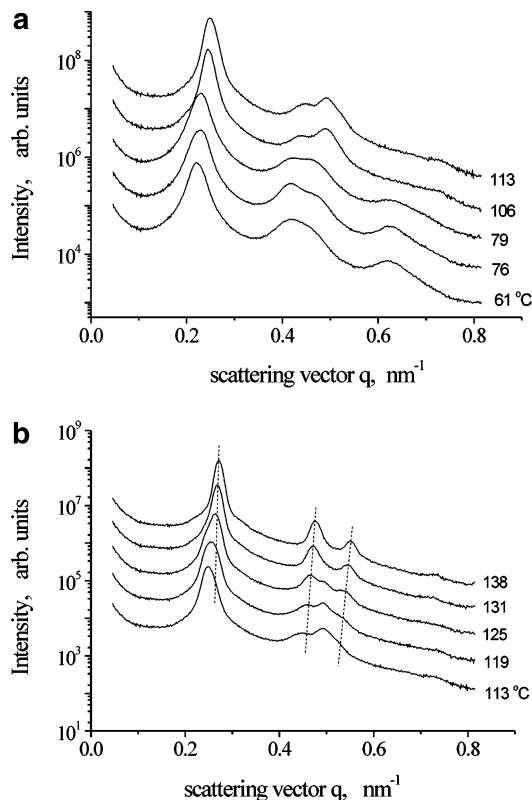 a
Intensity, arb. units
10^8
10^6
10^4
113
106
79
76
61 °C
0.0 0.2 0.4 0.6 0.8
scattering vector q, nm^-1
b
Intensity, arb. units
10^9
10^7
10^5
10^3
10^1
138
131
125
119
113 °C
0.0 0.2 0.4 0.6 0.8
scattering vector q, nm^-1